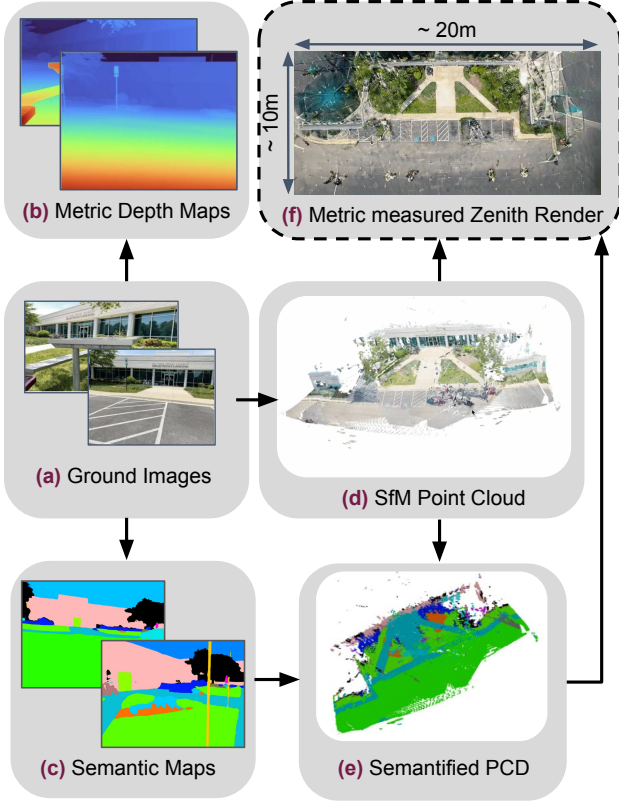 ~ 20m
~ 10m
(b) Metric Depth Maps
(f) Metric measured Zenith Render
(a) Ground Images
(d) SfM Point Cloud
(c) Semantic Maps
(e) Semantified PCD